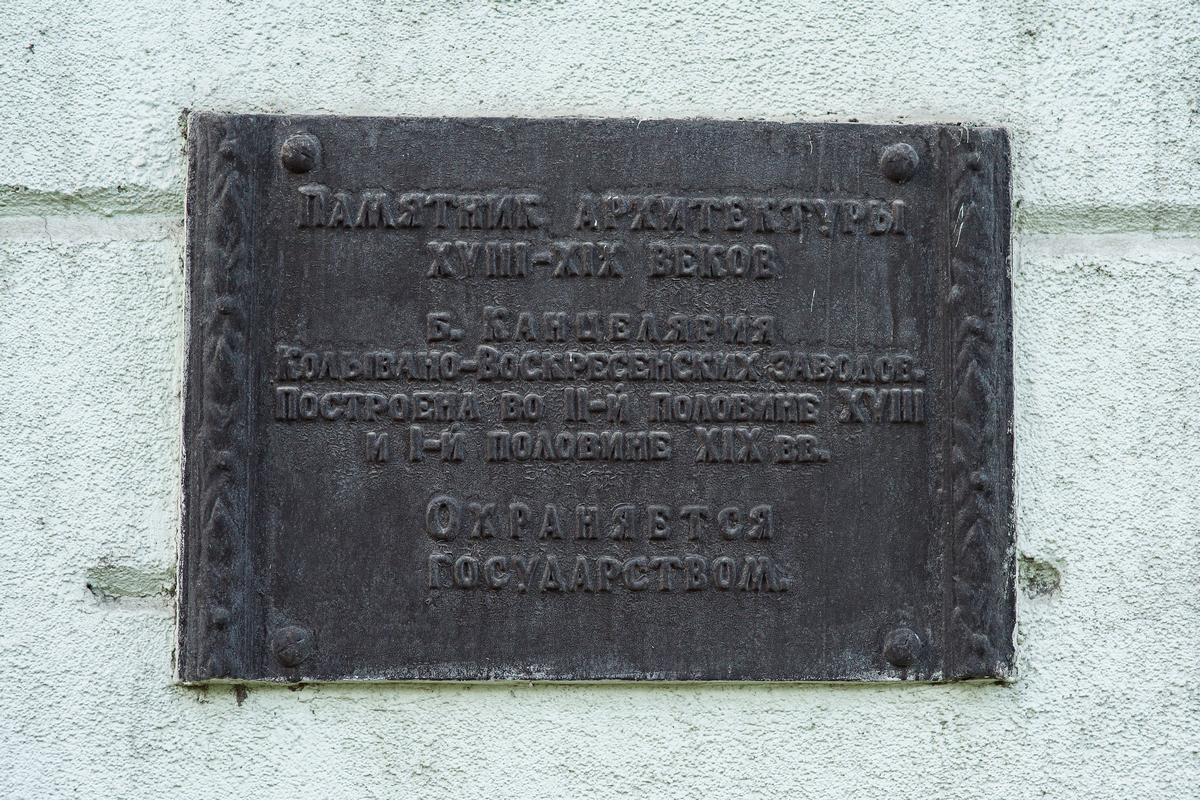 Памятник архитектуры
XVIII-XIX веков
б. Канцелярия
Колывано-Воскресенских заводов.
Построена во II-й половине XVIII
и I-й половине XIX вв.
Охраняется
государством.